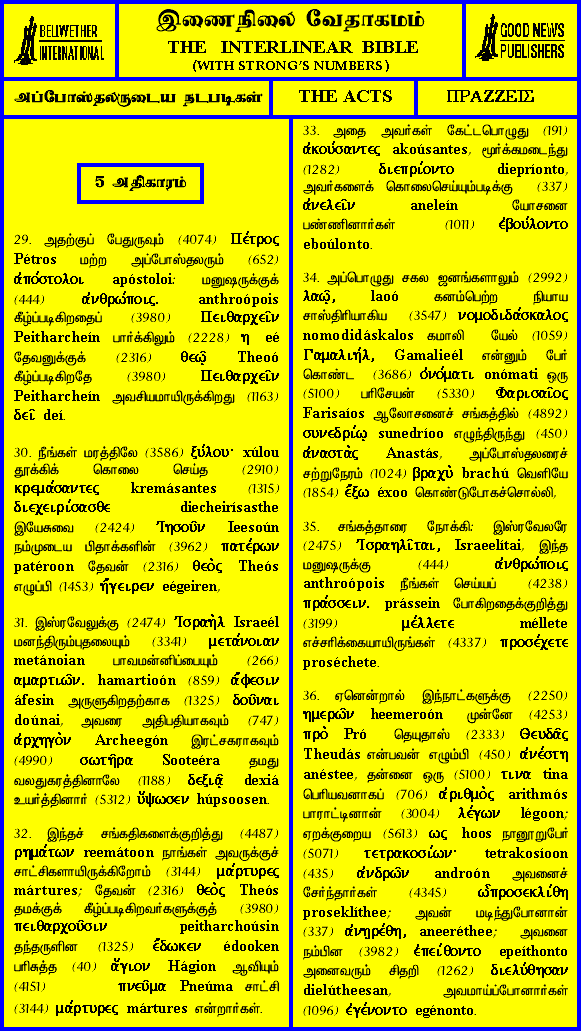 BELLWETHER
INTERNATIONAL
இணைநிலை வேதாகமம்
THE INTERLINEAR BIBLE
(WITH STRONG'S NUMBERS)
GOOD NEWS
PUBLISHERS
அப்போஸ்தலருடைய நடபடிகள்
THE ACTS
ΠΡΑΖΖΕΙΣ
5 அதிகாரம்
29. அதற்குப் பேதுருவும் (4074) Πέτρος
Pétros மற்ற அப்போஸ்தலரும் (652)
ἀπόστολοι apóstoloi: மனுஷருக்குக்
(444) ἀνθρώποις. anthroópois
கீழ்ப்படிகிறதைப் (3980) Πειθαρχεῖν
Peitharcheín பார்க்கிலும் (2228) η eé
தேவனுக்குக் (2316) θεῷ Theoó
கீழ்ப்படிகிறதே (3980) Πειθαρχεῖν
Peitharcheín அவசியமாயிருக்கிறது (1163)
δεῖ deí.
30. நீங்கள் மரத்திலே (3586) ξύλου· xúlou
தூக்கிக் கொலை செய்த (2910)
κρεμάσαντες kremásantes (1315)
διεχειρίσασθε diecheirísasthe
இயேசுவை (2424) Ἰησοῦν Ieesoún
நம்முடைய பிதாக்களின் (3962) πατέρων
patéroon தேவன் (2316) θεὸς Theós
எழுப்பி (1453) ἤγειρεν eégeiren,
31. இஸ்ரவேலுக்கு (2474) Ἰσραὴλ Israeél
மனந்திரும்புதலையும் (3341) μετάνοιαν
metánoian பாவமன்னிப்பையும் (266)
αμαρτιῶν. hamartioón (859) ἄφεσιν
áfesin அருளுகிறதற்காக (1325) δοῦναι
doúnai, அவரை அதிபதியாகவும் (747)
ἀρχηγὸν Archeegón இரட்சகராகவும்
(4990) σωτῆρα Sooteéra தமது
வலதுகரத்தினாலே (1188) δεξιᾷ dexiá
உயர்த்தினார் (5312) ὕψωσεν húpsoosen.
32. இந்தச் சங்கதிகளைக்குறித்து (4487)
ρημάτων reemátoon நாங்கள் அவருக்குச்
சாட்சிகளாயிருக்கிறோம் (3144) μάρτυρες
mártures; தேவன் (2316) θεὸς Theós
தமக்குக் கீழ்ப்படிகிறவர்களுக்குத் (3980)
πειθαρχοῦσιν peitharchoúsin
தந்தருளின (1325) ἔδωκεν édooken
பரிசுத்த (40) ἅγιον Hágion ஆவியும்
(4151) πνεῦμα Pneúma சாட்சி
(3144) μάρτυρες mártures என்றார்கள்.
33. அதை அவர்கள் கேட்டபொழுது (191)
ἀκούσαντες akoúsantes, மூர்க்கமடைந்து
(1282) διεπρίοντο dieprίonto,
அவர்களைக் கொலைசெய்யும்படிக்கு (337)
ἀνελεῖν aneleín யோசனை
பண்ணினார்கள் (1011) ἐβούλοντο
eboúlonto.
34. அப்பொழுது சகல ஜனங்களாலும் (2992)
λαῷ, laoó கனம்பெற்ற நியாய
சாஸ்திரியாகிய (3547) νομοδιδάσκαλος
nomodidáskalos கமாலி யேல் (1059)
Γαμαλιήλ, Gamalieél என்னும் பேர்
கொண்ட (3686) ὀνόματι onómati ஒரு
(5100) பரிசேயன் (5330) Φαρισαῖος
Farisaíos ஆலோசனைச் சங்கத்தில் (4892)
συνεδρίῳ sunedríoo எழுந்திருந்து (450)
ἀναστὰς Anastás, அப்போஸ்தலரைச்
சற்றுநேரம் (1024) βραχὺ brachú வெளியே
(1854) ἔξω éxoo கொண்டுபோகச்சொல்லி,
35. சங்கத்தாரை நோக்கி: இஸ்ரவேலரே
(2475) Ἰσραηλῖται, Israeelítai, இந்த
மனுஷருக்கு (444) ἀνθρώποις
anthroópois நீங்கள் செய்யப் (4238)
πράσσειν. prássein போகிறதைக்குறித்து
(3199) μέλλετε méllete
எச்சரிக்கையாயிருங்கள் (4337) προσέχετε
proséchete.
36. ஏனென்றால் இந்நாட்களுக்கு (2250)
ημερῶν heemeroón முன்னே (4253)
πρὸ Pró தெயுதாஸ் (2333) Θευδᾶς
Theudás என்பவன் எழும்பி (450) ἀνέστη
anéstee, தன்னை ஒரு (5100) τινα tina
பெரியவனாகப் (706) ἀριθμὸς arithmós
பாராட்டினான் (3004) λέγων légoon;
ஏறக்குறைய (5613) ως hoos நானூறுபேர்
(5071) τετρακοσίων· tetrakosíoon
(435) ἀνδρῶν androón அவனைச்
சேர்ந்தார்கள் (4345) ᾧπροσεκλίθη
proseklíthee; அவன் மடிந்துபோனான்
(337) ἀνῃρέθη, aneeréthee; அவனை
நம்பின (3982) ἐπείθοντο epeíthonto
அனைவரும் சிதறி (1262) διελύθησαν
dielútheesan, அவமாய்ப்போனார்கள்
(1096) ἐγένοντο egénonto.